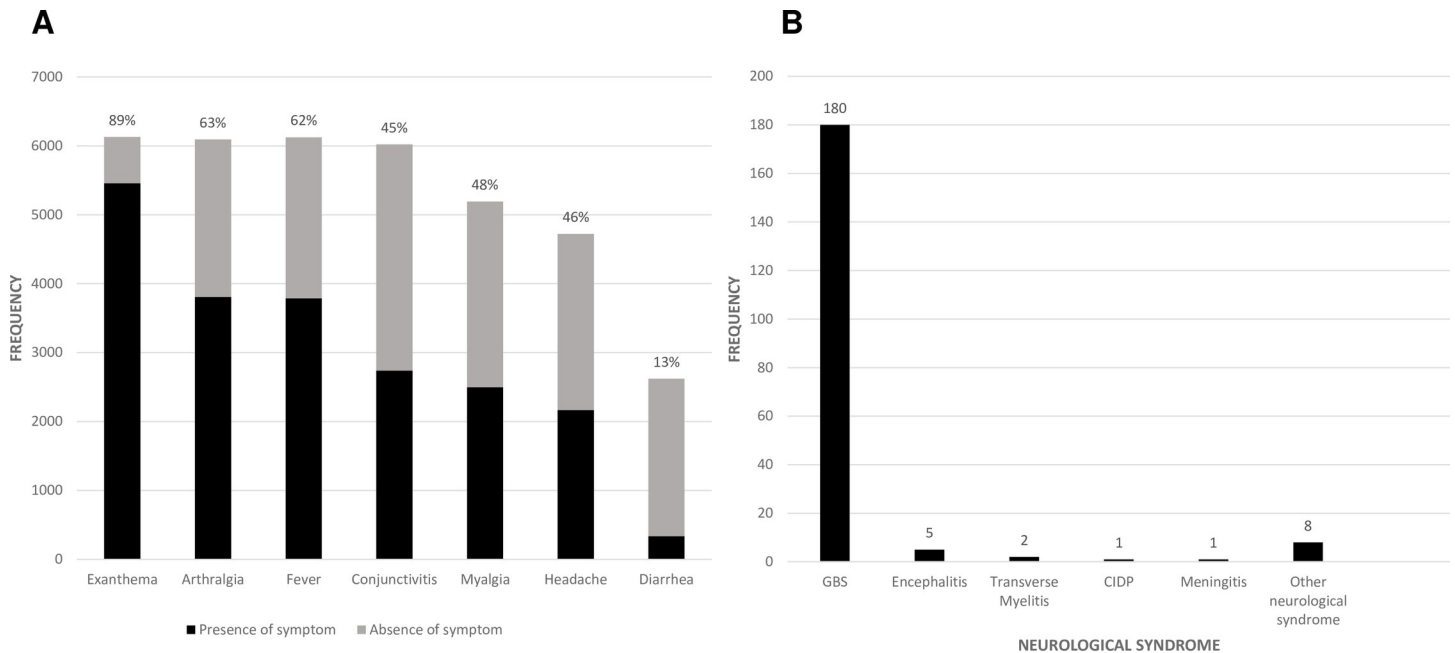 A
7000
6000
5000
4000
3000
2000
1000
0
FREQUENCY
89%
63%
62%
45%
48%
46%
13%
Exanthema
Arthralgia
Fever
Conjunctivitis
Myalgia
Headache
Diarrhea
Presence of symptom
Absence of symptom
B
200
180
160
140
120
100
80
60
40
20
0
FREQUENCY
180
5
2
1
1
8
GBS
Encephalitis
Transverse
Myelitis
CIDP
Meningitis
Other
neurological
syndrome
NEUROLOGICAL SYNDROME